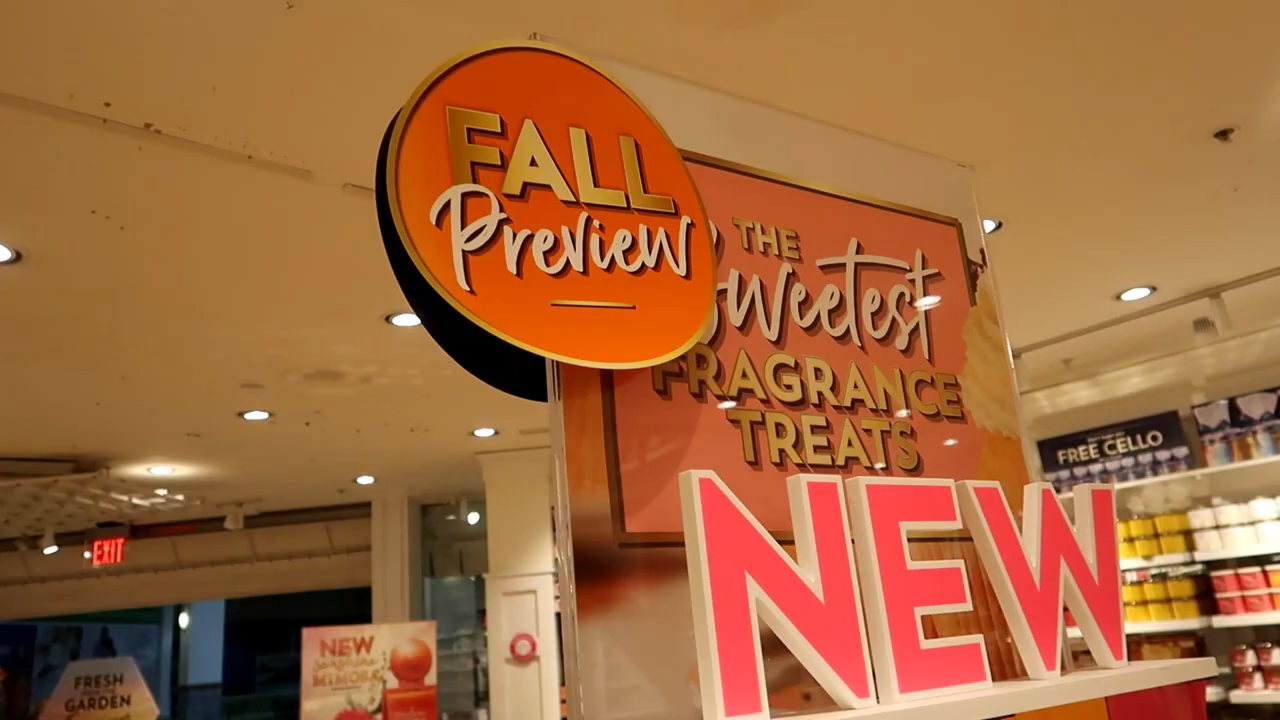 FALL
Preview
THE
Sweetest
FRAGRANCE
TREATS
NEW
FREE CELLO
EXIT
NEW
MIMOSA
FRESH
GARDEN